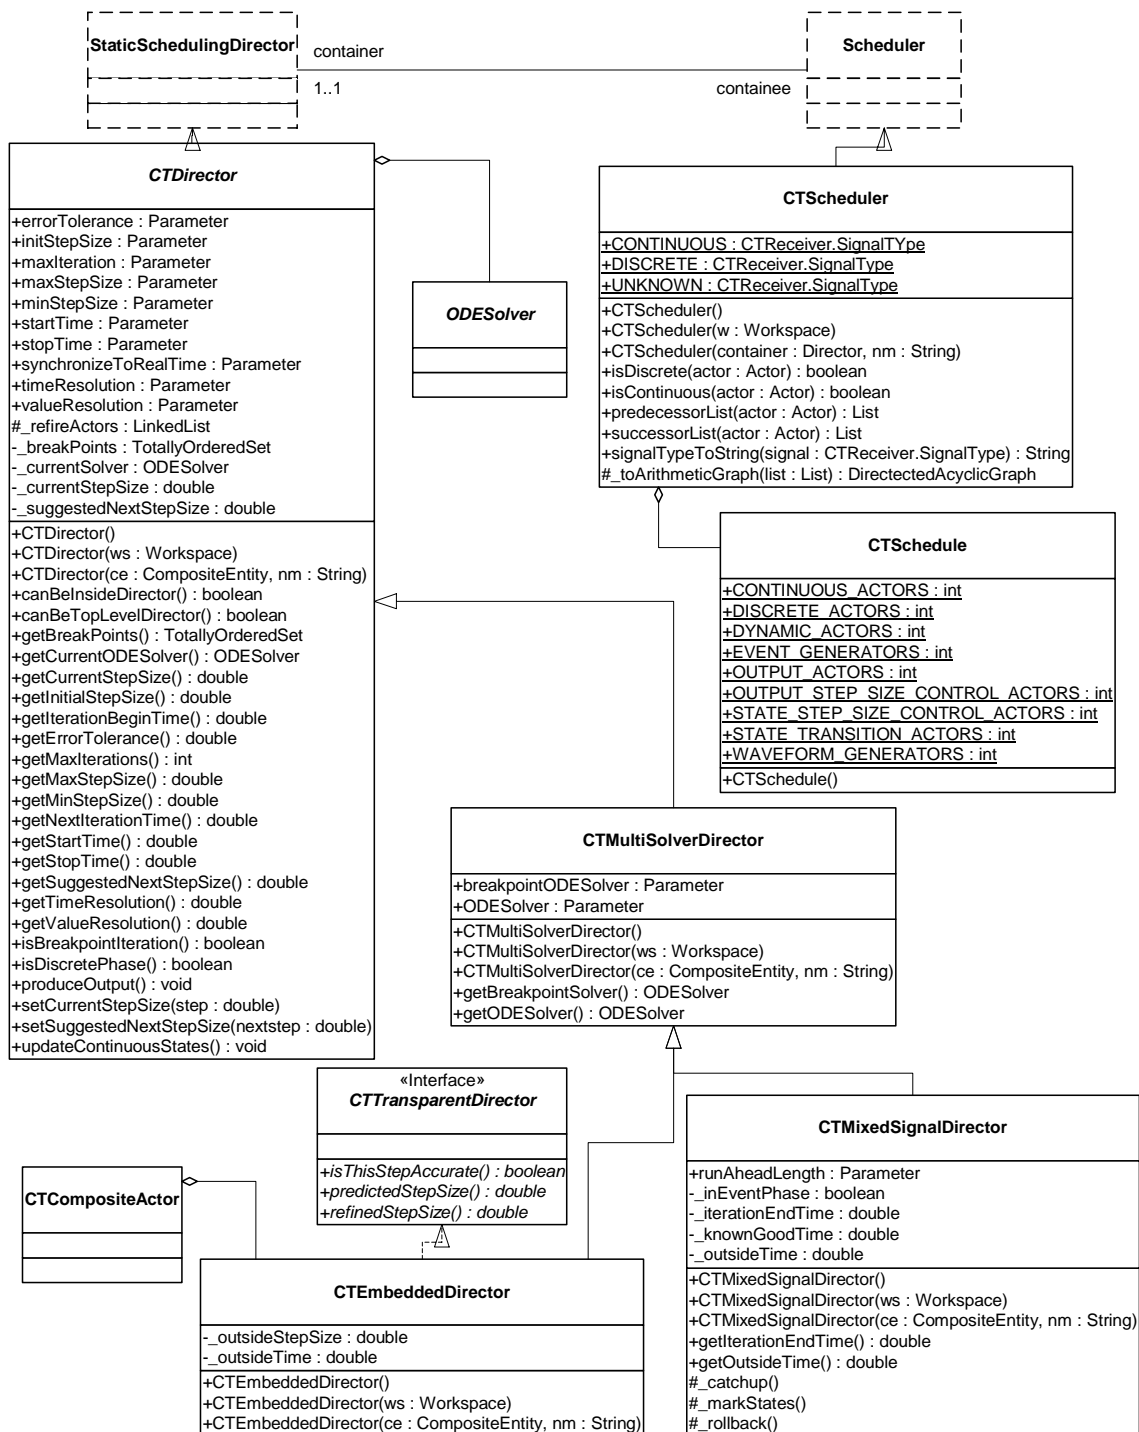 StaticSchedulingDirector
container
1..1
containee
Scheduler
CTDirector
+errorTolerance : Parameter
+initStepSize : Parameter
+maxIteration : Parameter
+maxStepSize : Parameter
+minStepSize : Parameter
+startTime : Parameter
+stopTime : Parameter
+synchronizeToRealTime : Parameter
+timeResolution : Parameter
+valueResolution : Parameter
#_refireActors : LinkedList
-_breakPoints : TotallyOrderedSet
-_currentSolver : ODESolver
-_currentStepSize : double
-_suggestedNextStepSize : double
+CTDirector()
+CTDirector(ws : Workspace)
+CTDirector(ce : CompositeEntity, nm : String)
+canBeInsideDirector() : boolean
+canBeTopLevelDirector() : boolean
+getBreakPoints() : TotallyOrderedSet
+getCurrentODESolver() : ODESolver
+getCurrentStepSize() : double
+getInitialStepSize() : double
+getIterationBeginTime() : double
+getErrorTolerance() : double
+getMaxIterations() : int
+getMaxStepSize() : double
+getMinStepSize() : double
+getNextIterationTime() : double
+getStartTime() : double
+getStopTime() : double
+getSuggestedNextStepSize() : double
+getTimeResolution() : double
+getValueResolution() : double
+isBreakpointIteration() : boolean
+isDiscretePhase() : boolean
+produceOutput() : void
+setCurrentStepSize(step : double)
+setSuggestedNextStepSize(nextstep : double)
+updateContinuousStates() : void
ODESolver
CTScheduler
+CONTINUOUS : CTReceiver.SignalTYpe
+DISCRETE : CTReceiver.SignalType
+UNKNOWN : CTReceiver.SignalType
+CTScheduler()
+CTScheduler(w : Workspace)
+CTScheduler(container : Director, nm : String)
+isDiscrete(actor : Actor) : boolean
+isContinuous(actor : Actor) : boolean
+predecessorList(actor : Actor) : List
+successorList(actor : Actor) : List
+signalTypeToString(signal : CTReceiver.SignalType) : String
#_toArithmeticGraph(list : List) : DirectectedAcyclicGraph
CTSchedule
+CONTINUOUS_ACTORS : int
+DISCRETE_ACTORS : int
+DYNAMIC_ACTORS : int
+EVENT_GENERATORS : int
+OUTPUT_ACTORS : int
+OUTPUT_STEP_SIZE_CONTROL_ACTORS : int
+STATE_STEP_SIZE_CONTROL_ACTORS : int
+STATE_TRANSITION_ACTORS : int
+WAVEFORM_GENERATORS : int
+CTSchedule()
CTMultiSolverDirector
+breakpointODESolver : Parameter
+ODESolver : Parameter
+CTMultiSolverDirector()
+CTMultiSolverDirector(ws : Workspace)
+CTMultiSolverDirector(ce : CompositeEntity, nm : String)
+getBreakpointSolver() : ODESolver
+getODESolver() : ODESolver
«Interface»
CTTransparentDirector
+isThisStepAccurate() : boolean
+predictedStepSize() : double
+refinedStepSize() : double
CTCompositeActor
CTEmbeddedDirector
-_outsideStepSize : double
-_outsideTime : double
+CTEmbeddedDirector()
+CTEmbeddedDirector(ws : Workspace)
+CTEmbeddedDirector(ce : CompositeEntity, nm : String)
CTMixedSignalDirector
+runAheadLength : Parameter
-_inEventPhase : boolean
-_iterationEndTime : double
-_knownGoodTime : double
-_outsideTime : double
+CTMixedSignalDirector()
+CTMixedSignalDirector(ws : Workspace)
+CTMixedSignalDirector(ce : CompositeEntity, nm : String)
+getIterationEndTime() : double
+getOutsideTime() : double
#_catchup()
#_markStates()
#_rollback()